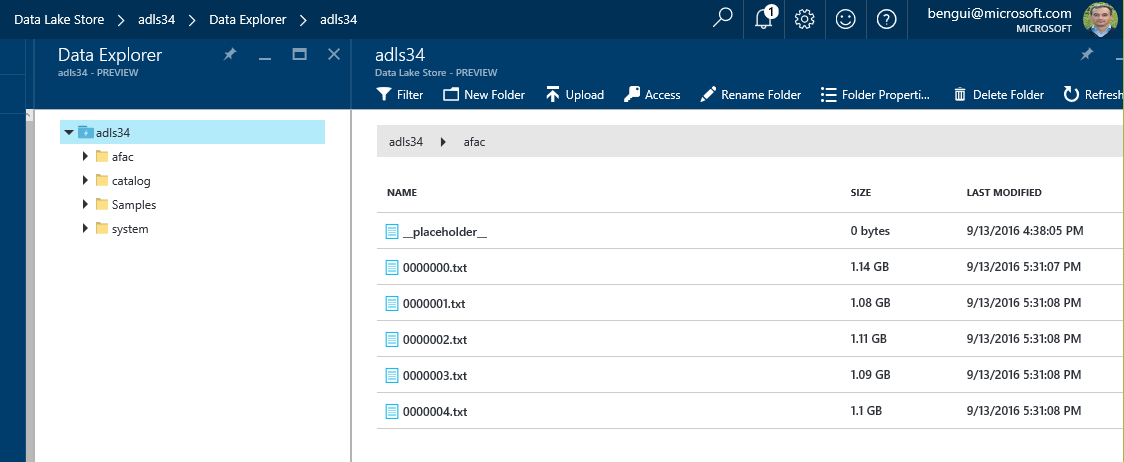 Data Lake Store > adls34 > Data Explorer > adls34
1
bengui@microsoft.com
MICROSOFT
Data Explorer
adls34 - PREVIEW
adls34
afac
catalog
Samples
system
adls34
Data Lake Store - PREVIEW
Filter New Folder Upload Access Rename Folder Folder Properti... Delete Folder Refresh
adls34 afac
NAME SIZE LAST MODIFIED
__placeholder__ 0 bytes 9/13/2016 4:38:05 PM
0000000.txt 1.14 GB 9/13/2016 5:31:07 PM
0000001.txt 1.08 GB 9/13/2016 5:31:08 PM
0000002.txt 1.11 GB 9/13/2016 5:31:08 PM
0000003.txt 1.09 GB 9/13/2016 5:31:08 PM
0000004.txt 1.1 GB 9/13/2016 5:31:08 PM